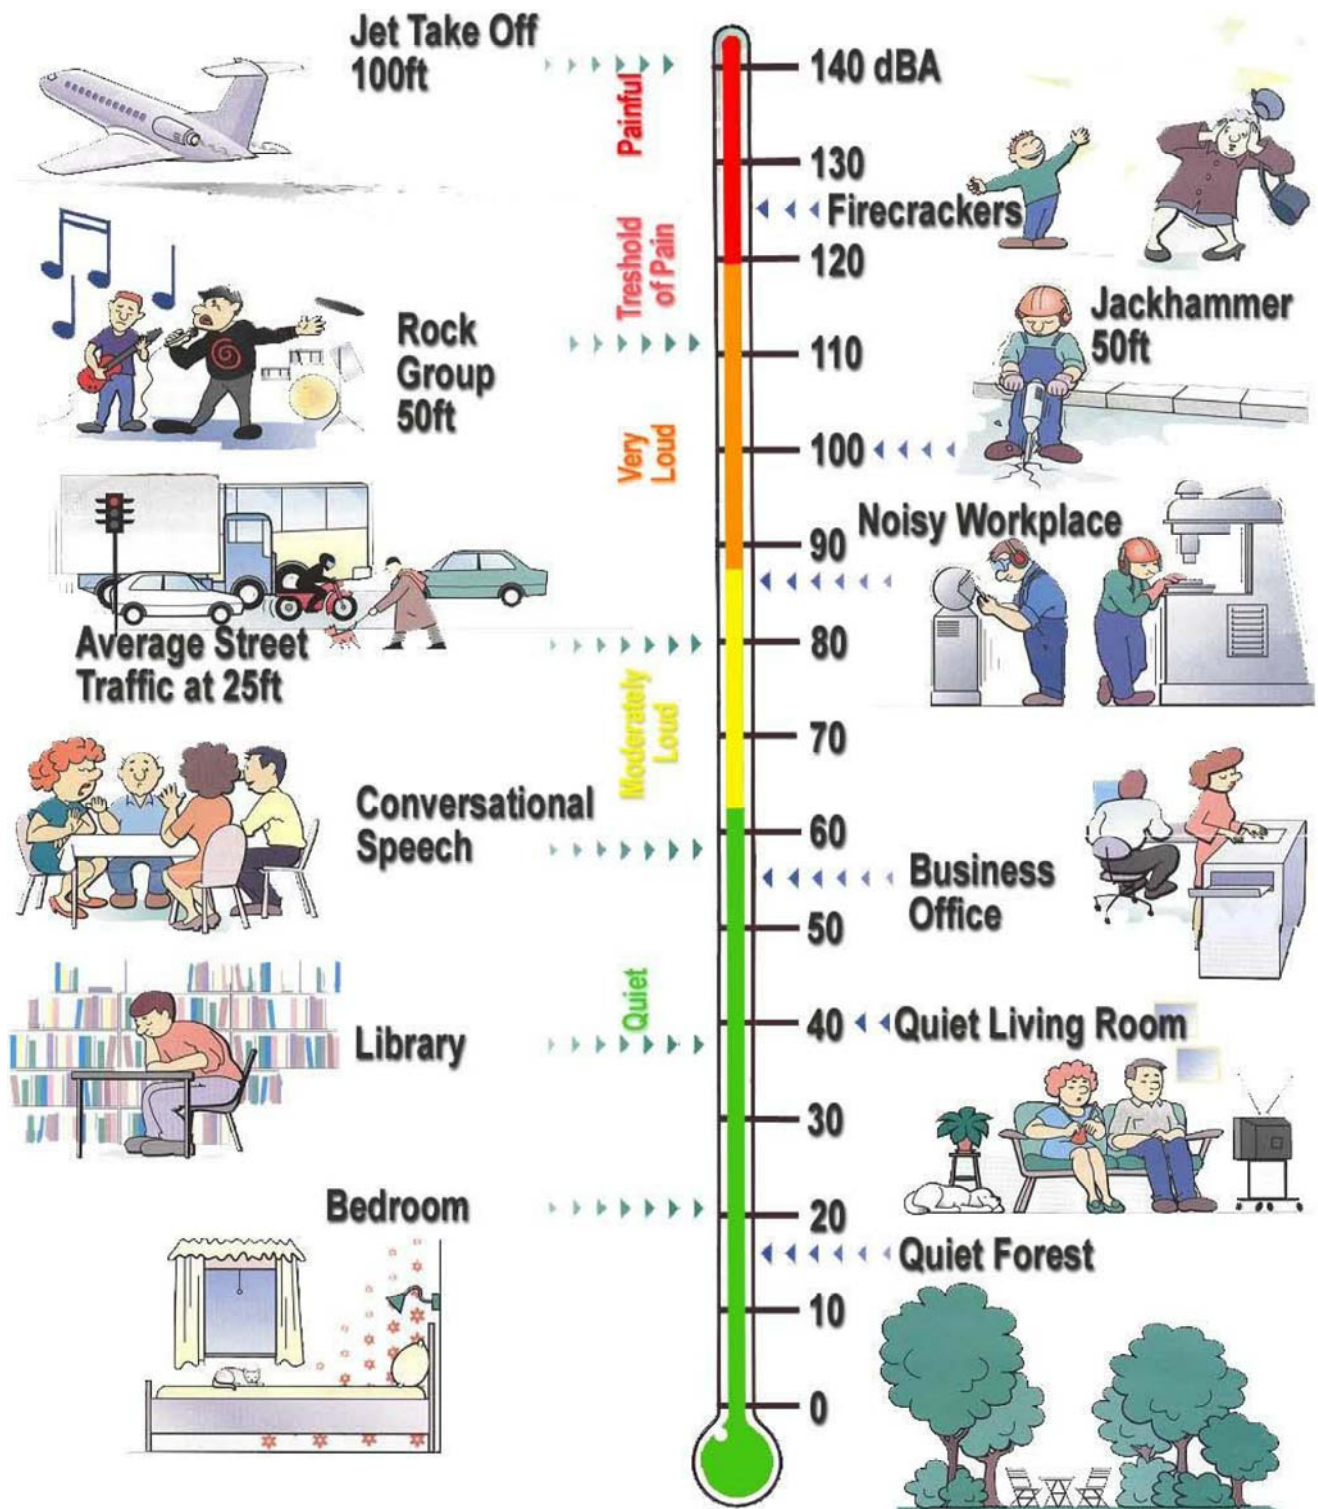 Jet Take Off
100ft
140 dBA
Painful
130
Firecrackers
Treshold
of Pain
120
Jackhammer
50ft
Rock
Group
50ft
110
Very
Loud
100
Noisy Workplace
90
Average Street
Traffic at 25ft
80
Moderately
Loud
70
Conversational
Speech
60
Business
Office
50
Quiet
40
Quiet Living Room
Library
30
Bedroom
20
Quiet Forest
10
0